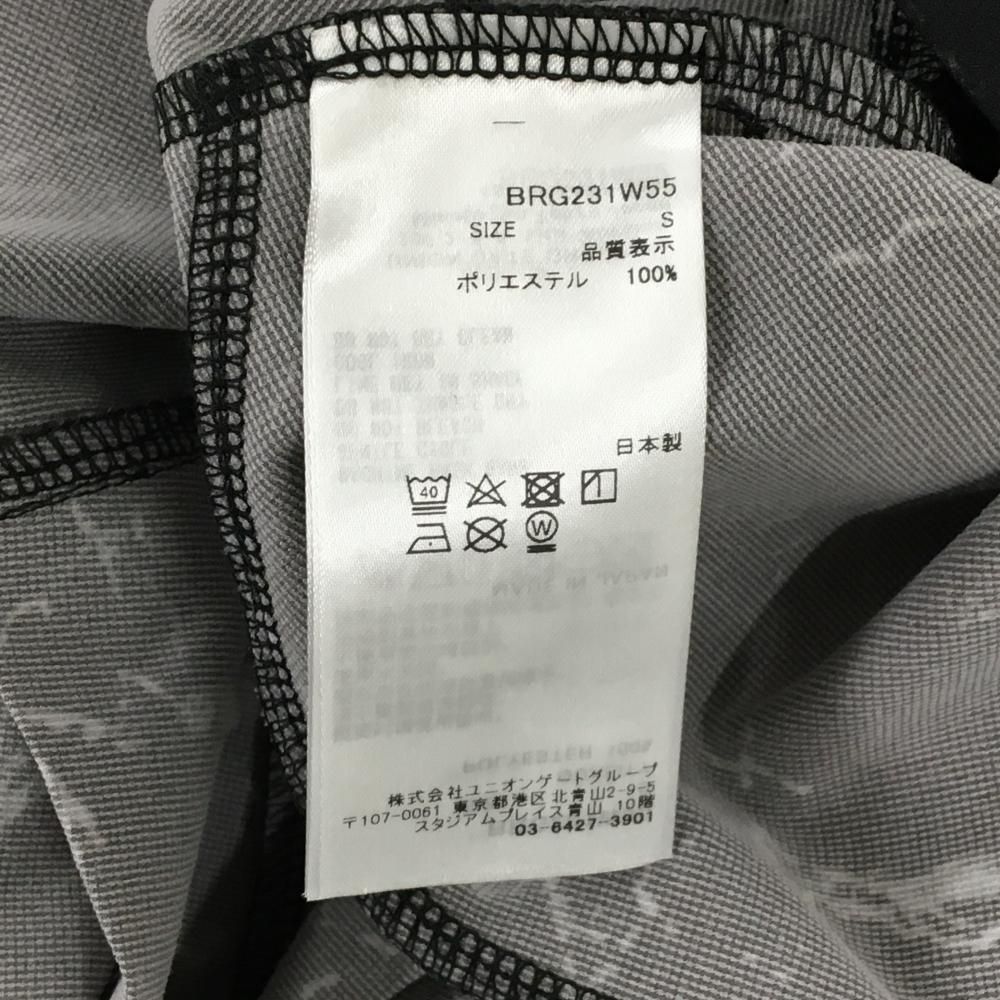 BRG231W55
SIZE S
品質表示
ポリエステル 100%
日本製
40
W
株式会社ユニオンゲートグループ
〒107-0061 東京都港区北青山2-9-5
スタジアムプレイス青山 10階
03-6427-3901